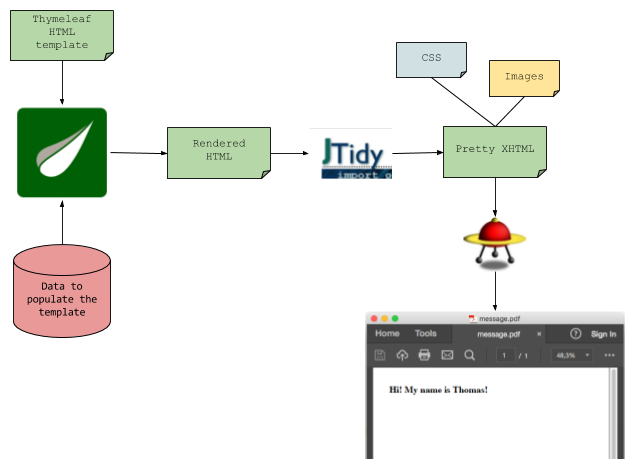 Thymeleaf
HTML
template
CSS
Images
Rendered
HTML
JTidy
import o
Pretty XHTML
Data to
populate the
template
message.pdf
Home Tools message.pdf × ? Sign In
1 / 1 48,3%
Hi! My name is Thomas!